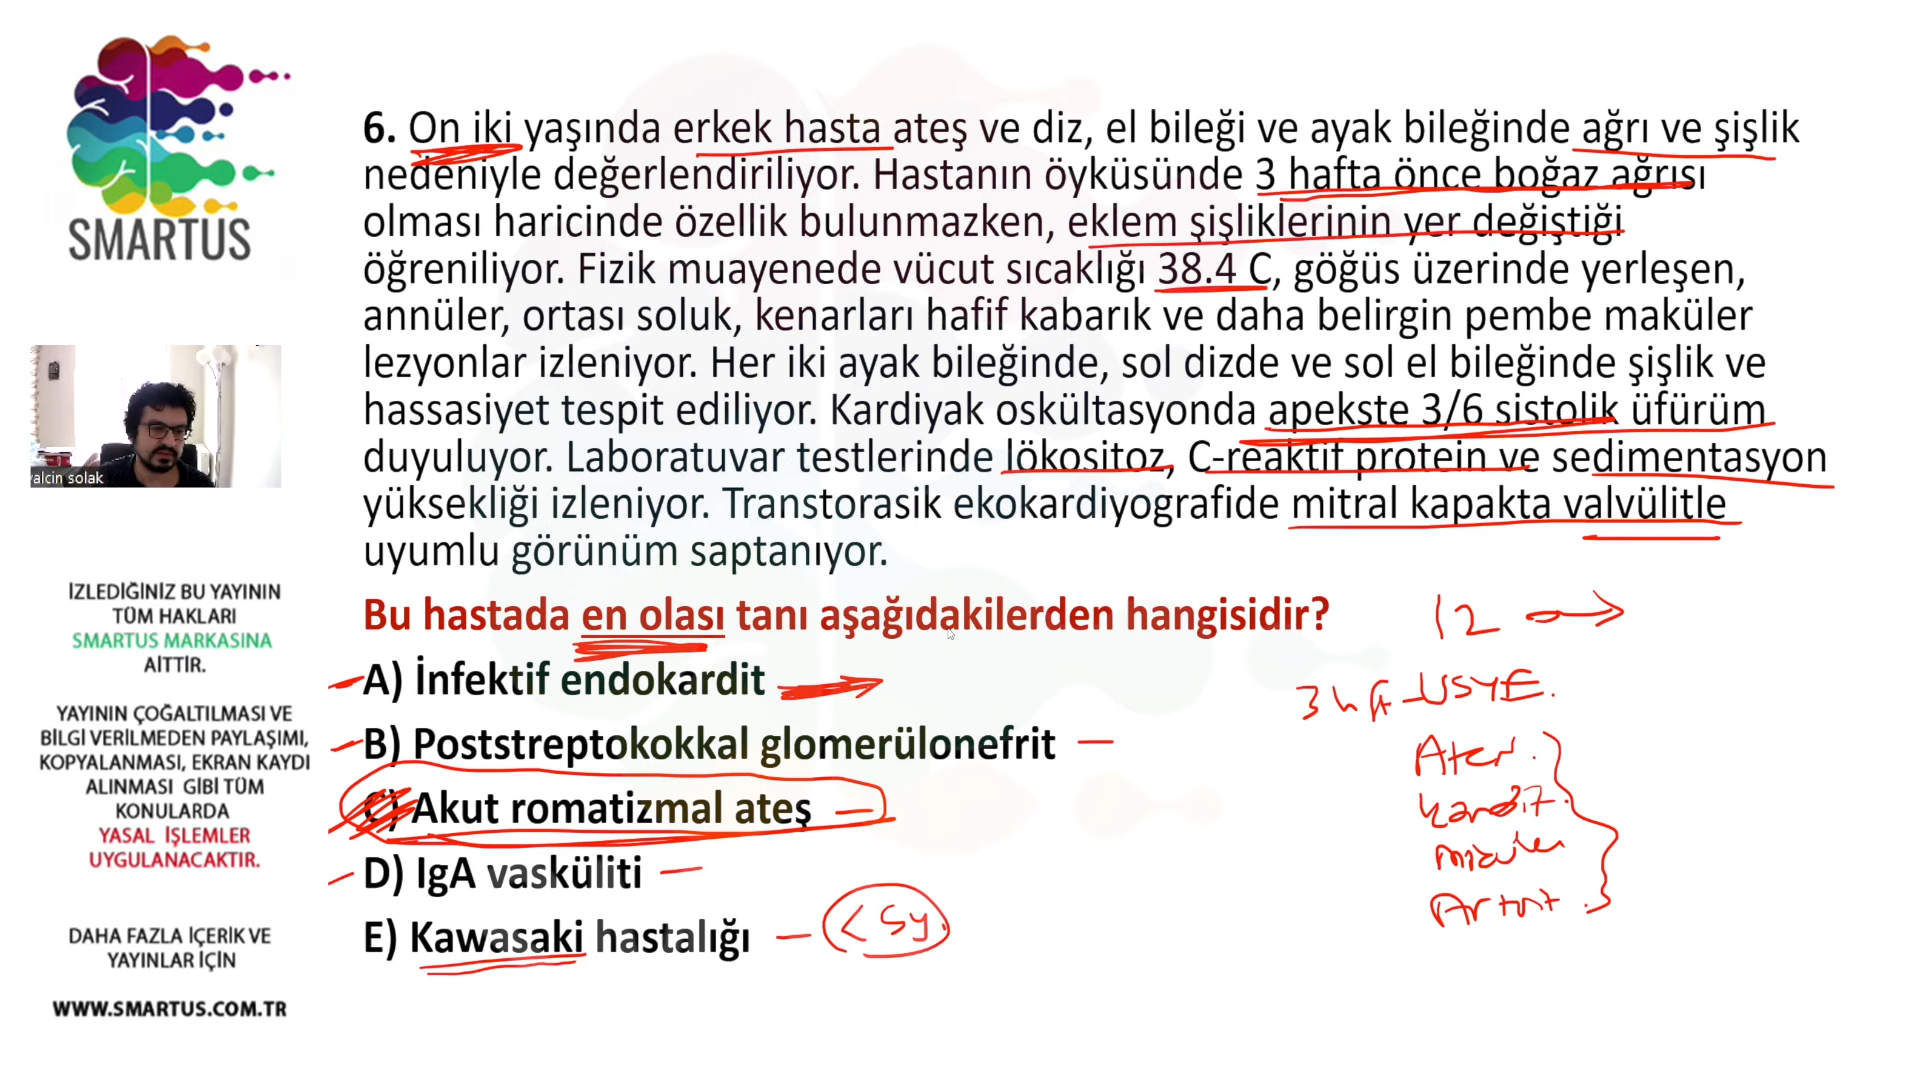 SMARTUS
yalcin solak
İZLEDİĞİNİZ BU YAYININ
TÜM HAKLARI
SMARTUS MARKASINA
AİTTİR.
YAYININ ÇOĞALTILMASI VE
BİLGİ VERİLMEDEN PAYLAŞIMI,
KOPYALANMASI, EKRAN KAYDI
ALINMASI GİBİ TÜM
KONULARDA
YASAL İŞLEMLER
UYGULANACAKTIR.
DAHA FAZLA İÇERİK VE
YAYINLAR İÇİN
WWW.SMARTUS.COM.TR
6. On iki yaşında erkek hasta ateş ve diz, el bileği ve ayak bileğinde ağrı ve şişlik
nedeniyle değerlendiriliyor. Hastanın öyküsünde 3 hafta önce boğaz ağrısı
olması haricinde özellik bulunmazken, eklem şişliklerinin yer değiştiği
öğreniliyor. Fizik muayenede vücut sıcaklığı 38.4 C, göğüs üzerinde yerleşen,
annüler, ortası soluk, kenarları hafif kabarık ve daha belirgin pembe maküler
lezyonlar izleniyor. Her iki ayak bileğinde, sol dizde ve sol el bileğinde şişlik ve
hassasiyet tespit ediliyor. Kardiyak oskültasyonda apekste 3/6 sistolik üfürüm
duyuluyor. Laboratuvar testlerinde lökositoz, C-reaktif protein ve sedimentasyon
yüksekliği izleniyor. Transtorasik ekokardiyografide mitral kapakta valvülitle
uyumlu görünüm saptanıyor.
Bu hastada en olası tanı aşağıdakilerden hangisidir?
A) İnfektif endokardit
B) Poststreptokokkal glomerülonefrit
C) Akut romatizmal ateş
D) IgA vasküliti
E) Kawasaki hastalığı
< 5y.
12
3 hf USYE.
Ateş.
Kardit.
Artrit.